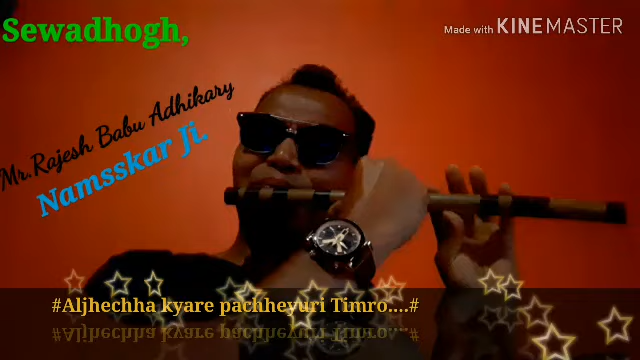 Sewadhogh,
Made with KINEMASTER
Mr.Rajesh Babu Adhikary
Namsskar Ji.
#Aljhechha kyare pachheyuri Timro....#